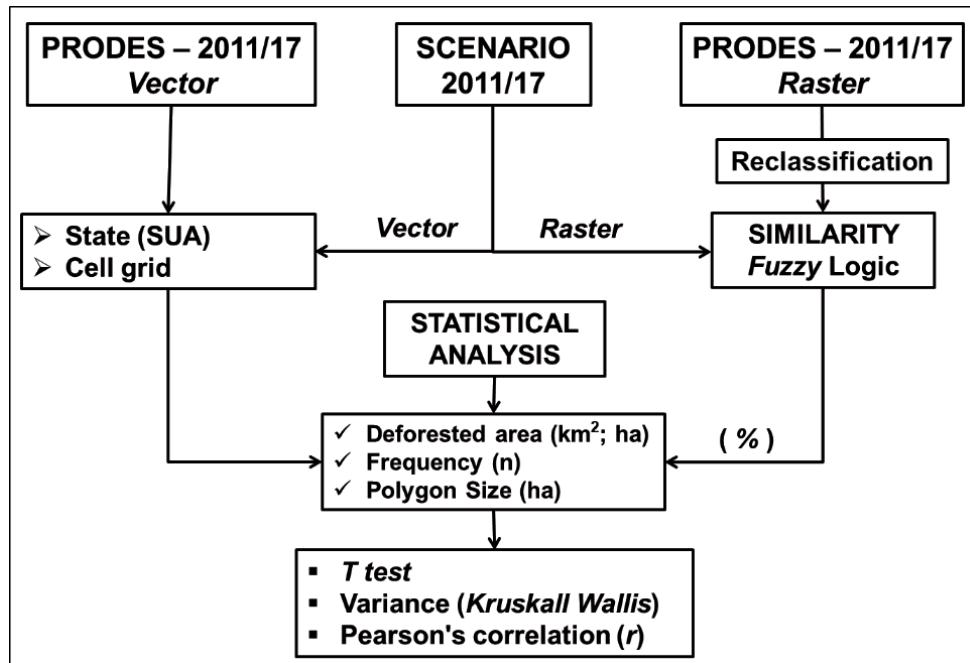 PRODES – 2011/17
Vector
SCENARIO
2011/17
PRODES – 2011/17
Raster
Reclassification
➢ State (SUA)
➢ Cell grid
Vector
Raster
SIMILARITY
Fuzzy Logic
STATISTICAL
ANALYSIS
✓ Deforested area (km²; ha)
✓ Frequency (n)
✓ Polygon Size (ha)
( % )
▪ T test
▪ Variance (Kruskall Wallis)
▪ Pearson's correlation (r)